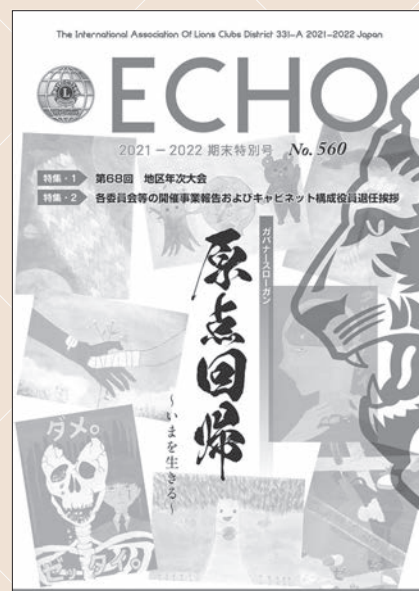 The International Association Of Lions Clubs District 331-A 2021-2022 Japan
L
ECHO
2021－2022 期末特別号 No. 560
特集・1 第68回 地区年次大会
特集・2 各委員会等の開催事業報告およびキャビネット構成役員退任挨拶
ガバナースローガン
原点回帰
～いまを生きる～
ダメ。